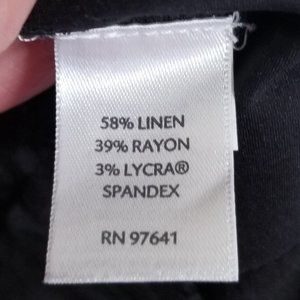 58% LINEN
39% RAYON
3% LYCRA®
SPANDEX
RN 97641